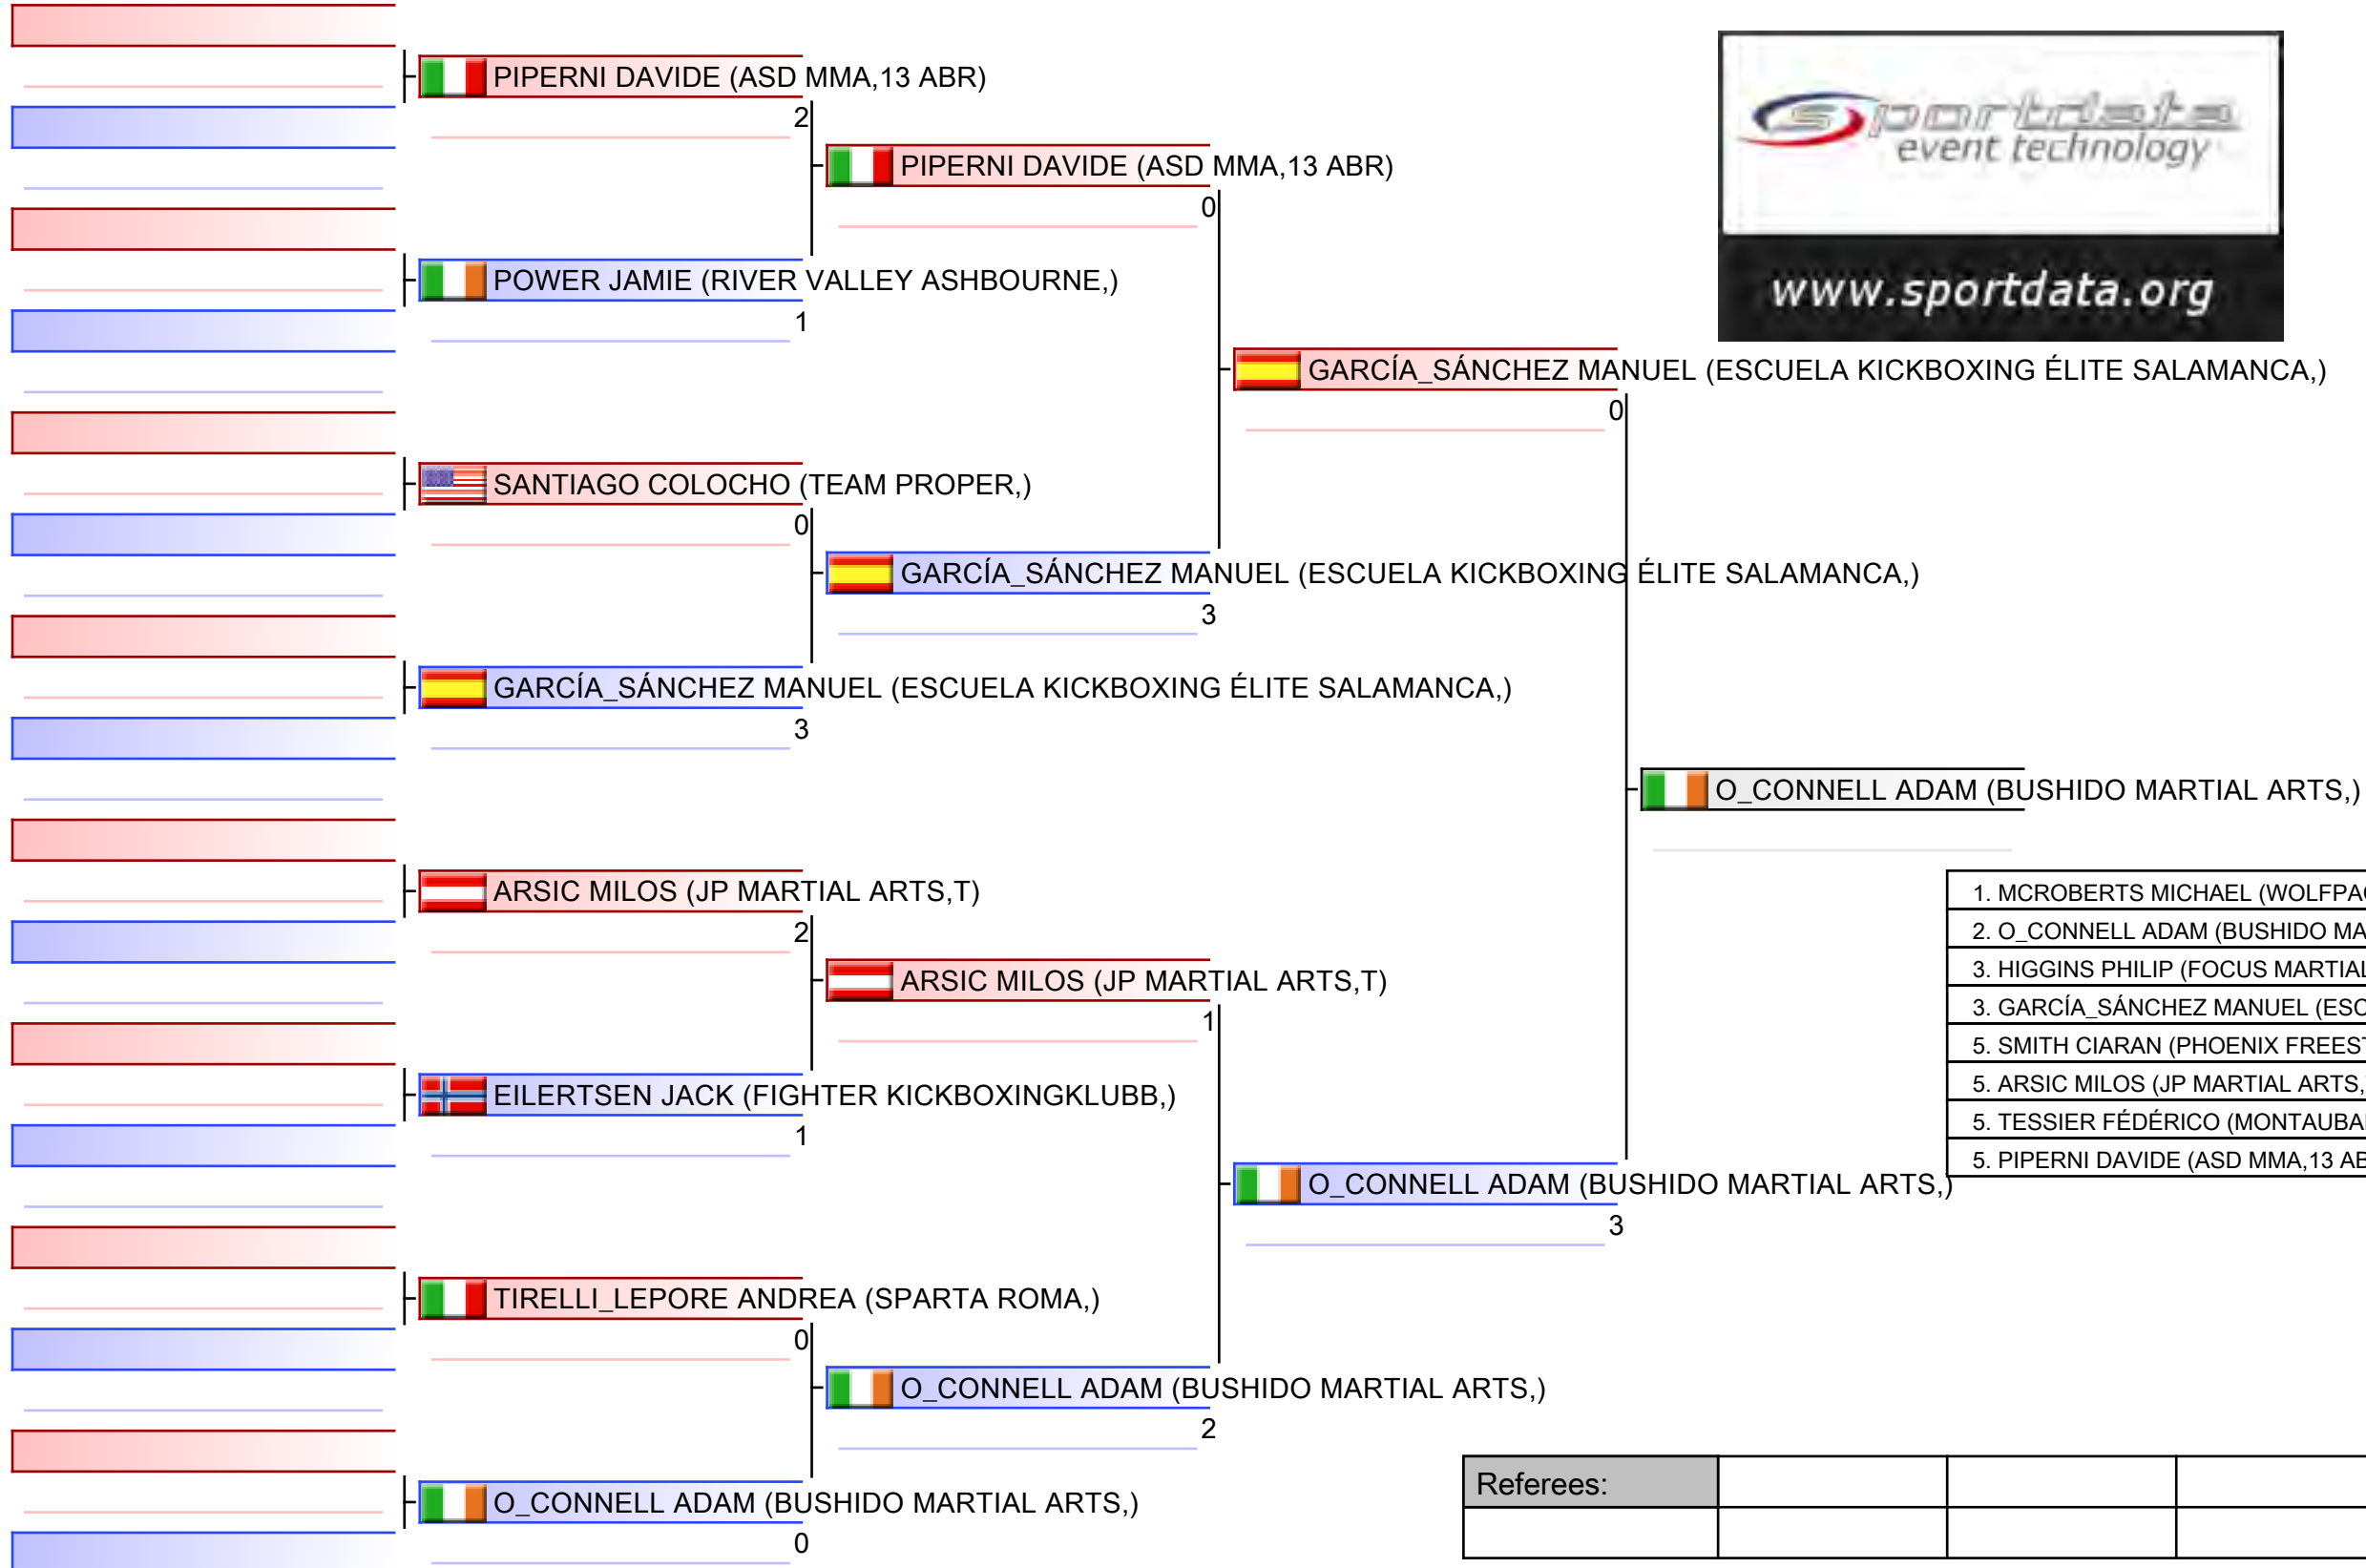 PIPERNI DAVIDE (ASD MMA,13 ABR)
2
PIPERNI DAVIDE (ASD MMA,13 ABR)
0
POWER JAMIE (RIVER VALLEY ASHBOURNE,)
1
sportdata
event technology
www.sportdata.org
GARCÍA_SÁNCHEZ MANUEL (ESCUELA KICKBOXING ÉLITE SALAMANCA,)
0
SANTIAGO COLOCHO (TEAM PROPER,)
0
GARCÍA_SÁNCHEZ MANUEL (ESCUELA KICKBOXING ÉLITE SALAMANCA,)
3
GARCÍA_SÁNCHEZ MANUEL (ESCUELA KICKBOXING ÉLITE SALAMANCA,)
3
O_CONNELL ADAM (BUSHIDO MARTIAL ARTS,)
ARSIC MILOS (JP MARTIAL ARTS,T)
2
ARSIC MILOS (JP MARTIAL ARTS,T)
1
EILERTSEN JACK (FIGHTER KICKBOXINGKLUBB,)
1
O_CONNELL ADAM (BUSHIDO MARTIAL ARTS,)
3
TIRELLI_LEPORE ANDREA (SPARTA ROMA,)
0
O_CONNELL ADAM (BUSHIDO MARTIAL ARTS,)
2
O_CONNELL ADAM (BUSHIDO MARTIAL ARTS,)
0
1. MCROBERTS MICHAEL (WOLFPA
2. O_CONNELL ADAM (BUSHIDO MA
3. HIGGINS PHILIP (FOCUS MARTIAL
3. GARCÍA_SÁNCHEZ MANUEL (ESC
5. SMITH CIARAN (PHOENIX FREEST
5. ARSIC MILOS (JP MARTIAL ARTS,
5. TESSIER FÉDÉRICO (MONTAUBA
5. PIPERNI DAVIDE (ASD MMA,13 AB
Referees: